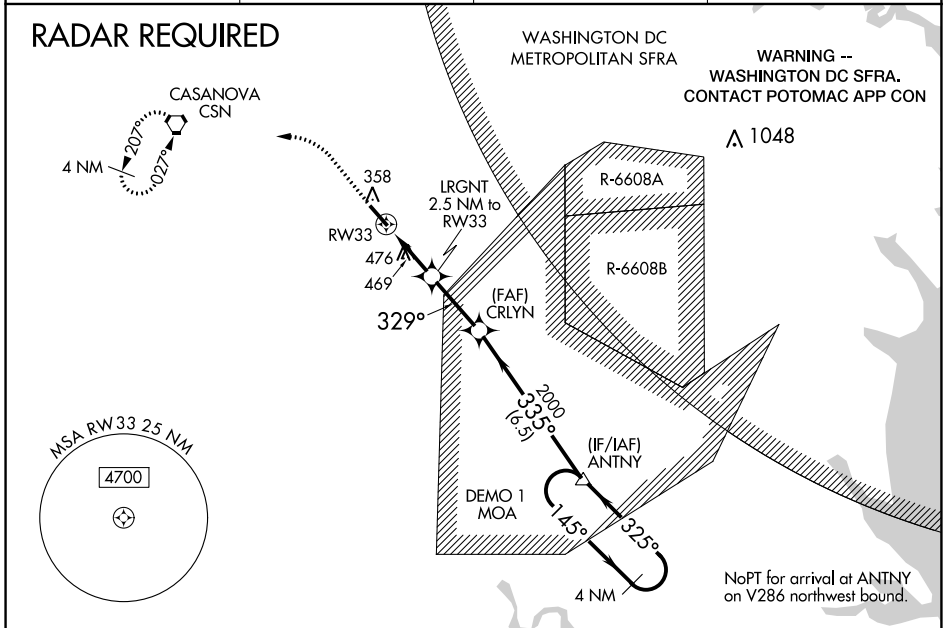 RADAR REQUIRED
WASHINGTON DC
METROPOLITAN SFRA
WARNING --
WASHINGTON DC SFRA.
CONTACT POTOMAC APP CON
CASANOVA
CSN
207°
027°
4 NM
1048
358
LRGNT
2.5 NM to
RW33
RW33
476
469
329°
(FAF)
CRLYN
R-6608A
R-6608B
2000
335°
(6.5)
(IF/IAF)
ANTNY
DEMO 1
MOA
145°
325°
4 NM
MSA RW33 25 NM
4700
NoPT for arrival at ANTNY
on V286 northwest bound.